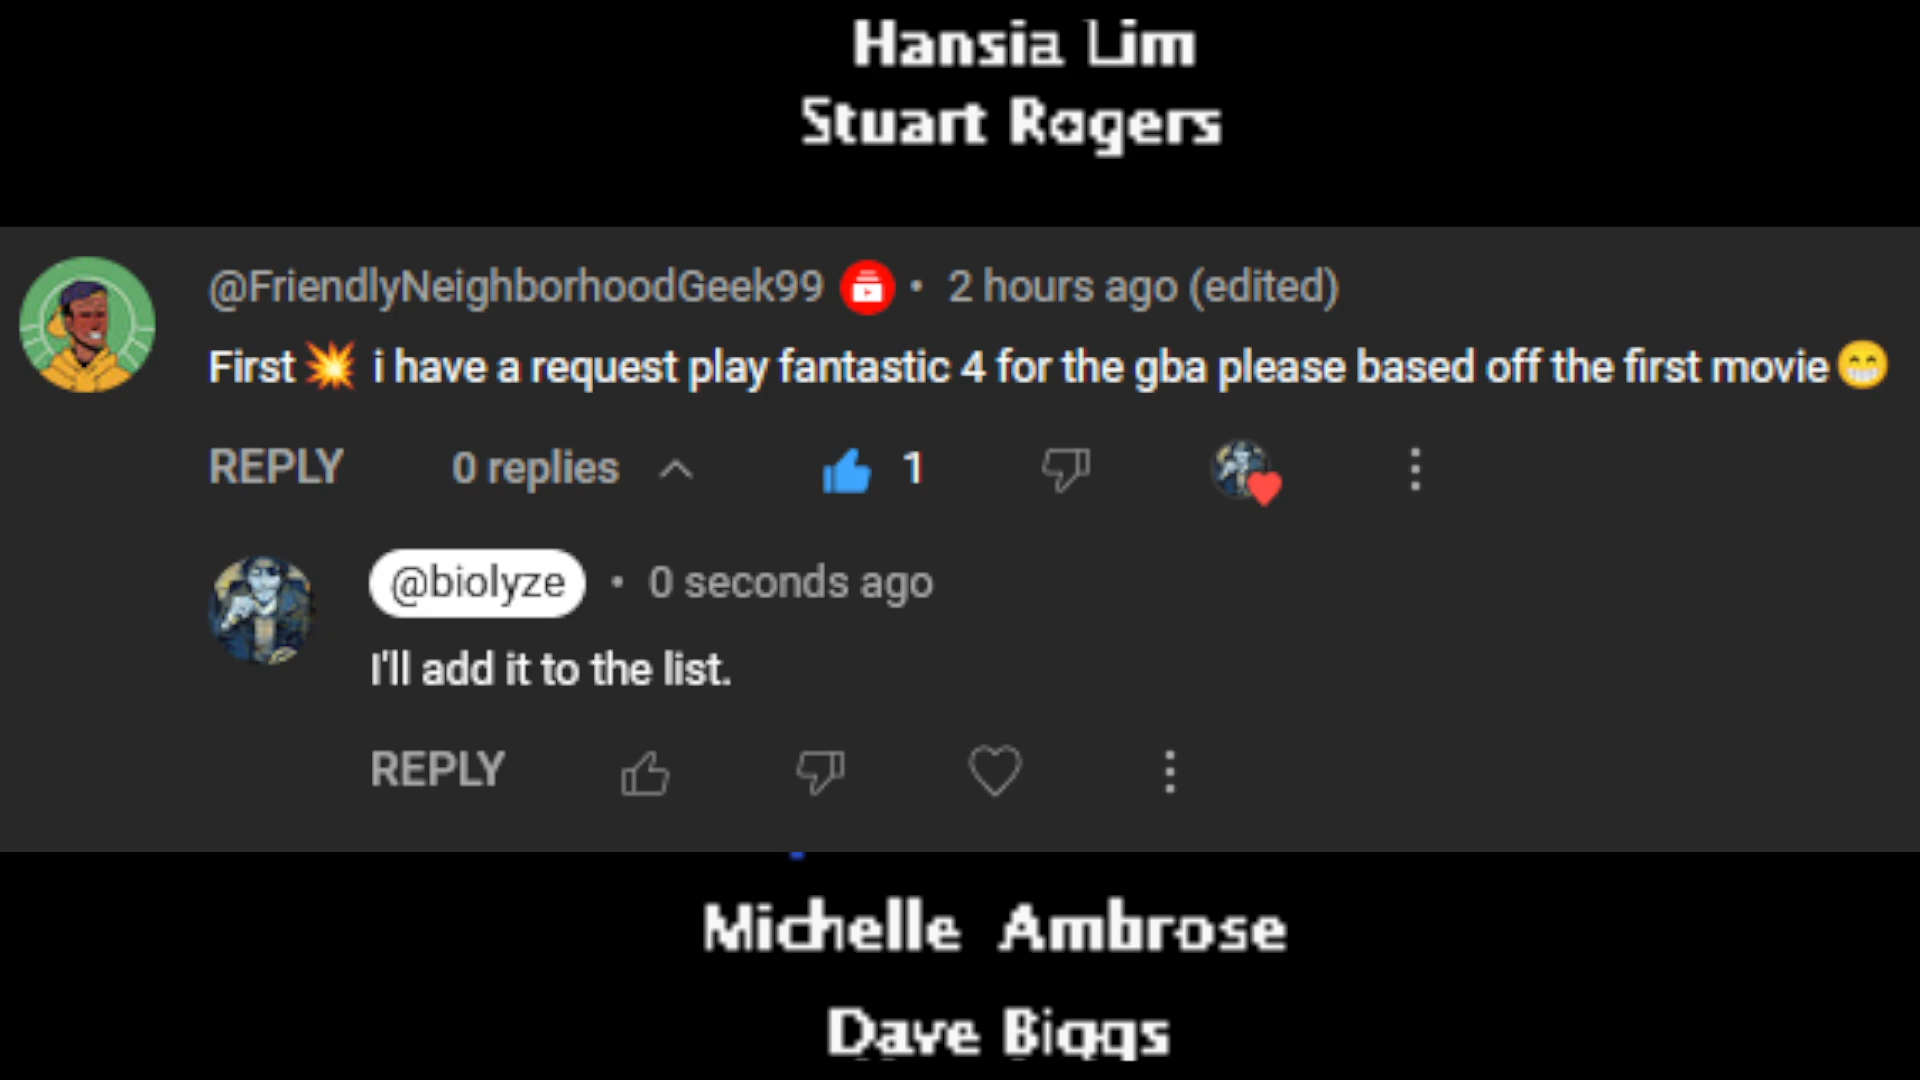 Hansia Lim
Stuart Rogers
@FriendlyNeighborhoodGeek99 • 2 hours ago (edited)
First 💥 i have a request play fantastic 4 for the gba please based off the first movie 😁
REPLY 0 replies 1
@biolyze • 0 seconds ago
I'll add it to the list.
REPLY
Michelle Ambrose
Dave Biggs